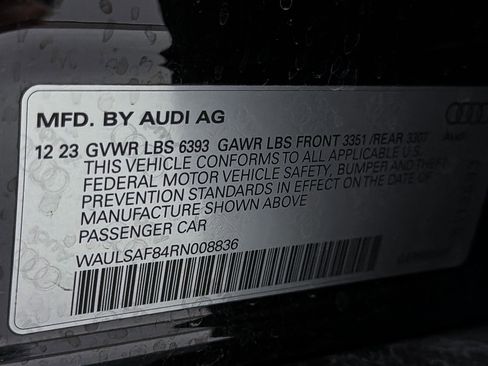 MFD. BY AUDI AG
12 23 GVWR LBS 6393 GAWR LBS FRONT 3351 /REAR 3307
THIS VEHICLE CONFORMS TO ALL APPLICABLE U.S.
FEDERAL MOTOR VEHICLE SAFETY, BUMPER AND THEFT
PREVENTION STANDARDS IN EFFECT ON THE DATE OF
MANUFACTURE SHOWN ABOVE
PASSENGER CAR
WAULSAF84RN008836
Audi